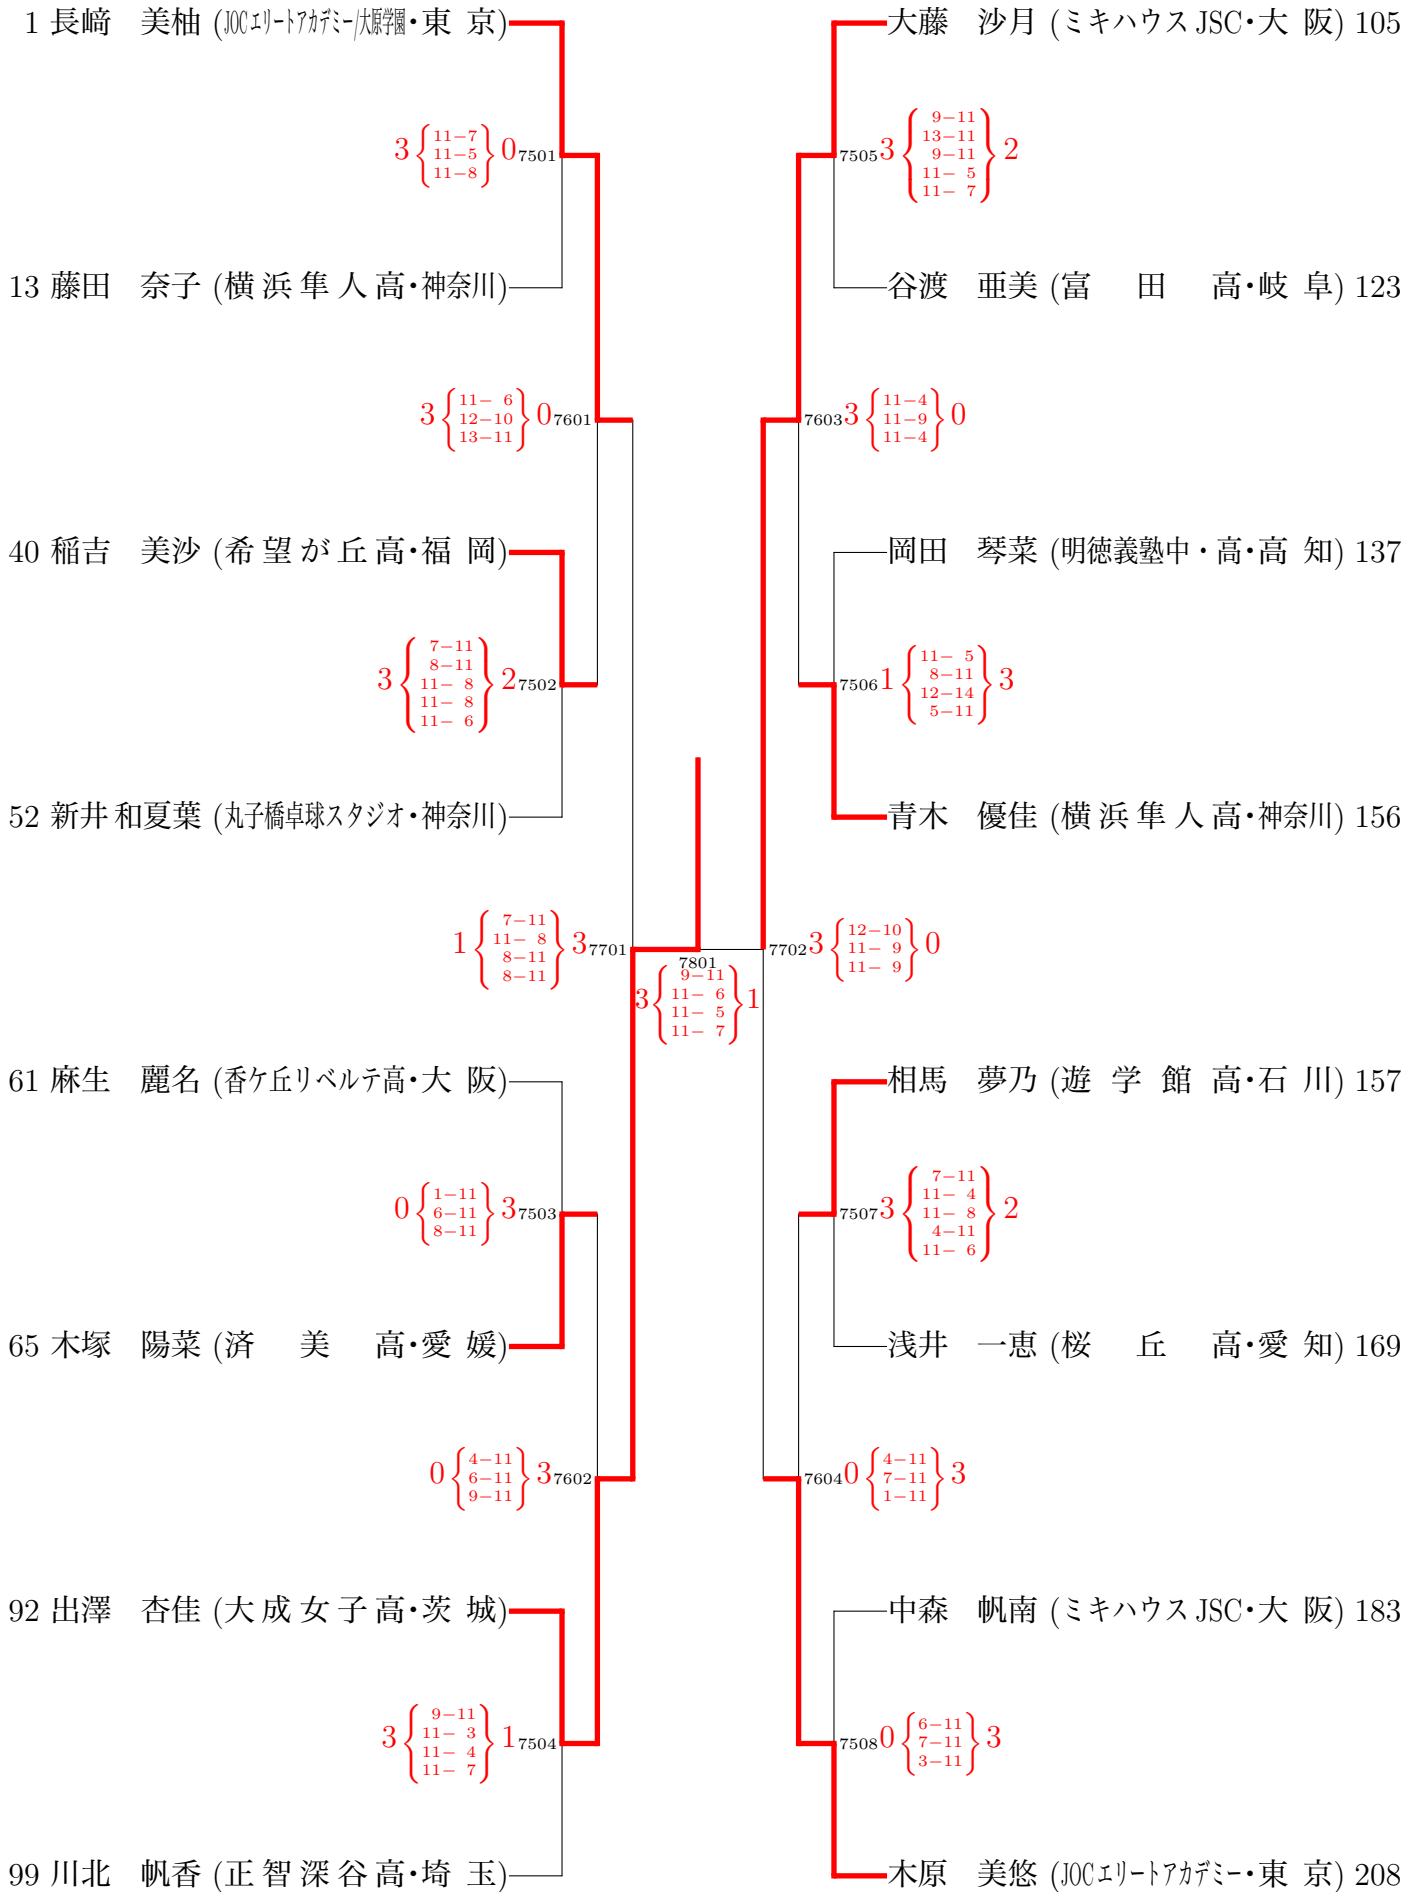 1 長﨑 美柚 (JOCエリートアカデミー/大原学園・東 京)
3 { 11-7 11-5 11-8 } 0 7501
13 藤田 奈子 (横浜隼人高・神奈川)
3 { 11-6 12-10 13-11 } 0 7601
40 稲吉 美沙 (希望が丘高・福 岡)
3 { 7-11 8-11 11-8 11-8 11-6 } 2 7502
52 新井 和夏葉 (丸子橋卓球スタジオ・神奈川)
1 { 7-11 11-8 8-11 8-11 } 3 7701
61 麻生 麗名 (香ケ丘リベルテ高・大 阪)
0 { 1-11 6-11 8-11 } 3 7503
65 木塚 陽菜 (済 美 高・愛 媛)
0 { 4-11 6-11 9-11 } 3 7602
92 出澤 杏佳 (大成女子高・茨 城)
3 { 9-11 11-3 11-4 11-7 } 1 7504
99 川北 帆香 (正智深谷高・埼 玉)
7801
3 { 9-11 11-6 11-5 11-7 } 1
大藤 沙月 (ミキハウスJSC・大 阪) 105
7505 3 { 9-11 13-11 9-11 11-5 11-7 } 2
谷渡 亜美 (富 田 高・岐 阜) 123
7603 3 { 11-4 11-9 11-4 } 0
岡田 琴菜 (明徳義塾中・高・高 知) 137
7506 1 { 11-5 8-11 12-14 5-11 } 3
青木 優佳 (横浜隼人高・神奈川) 156
7702 3 { 12-10 11-9 11-9 } 0
相馬 夢乃 (遊学館高・石 川) 157
7507 3 { 7-11 11-4 11-8 4-11 11-6 } 2
浅井 一恵 (桜 丘 高・愛 知) 169
7604 0 { 4-11 7-11 1-11 } 3
中森 帆南 (ミキハウスJSC・大 阪) 183
7508 0 { 6-11 7-11 3-11 } 3
木原 美悠 (JOCエリートアカデミー・東 京) 208